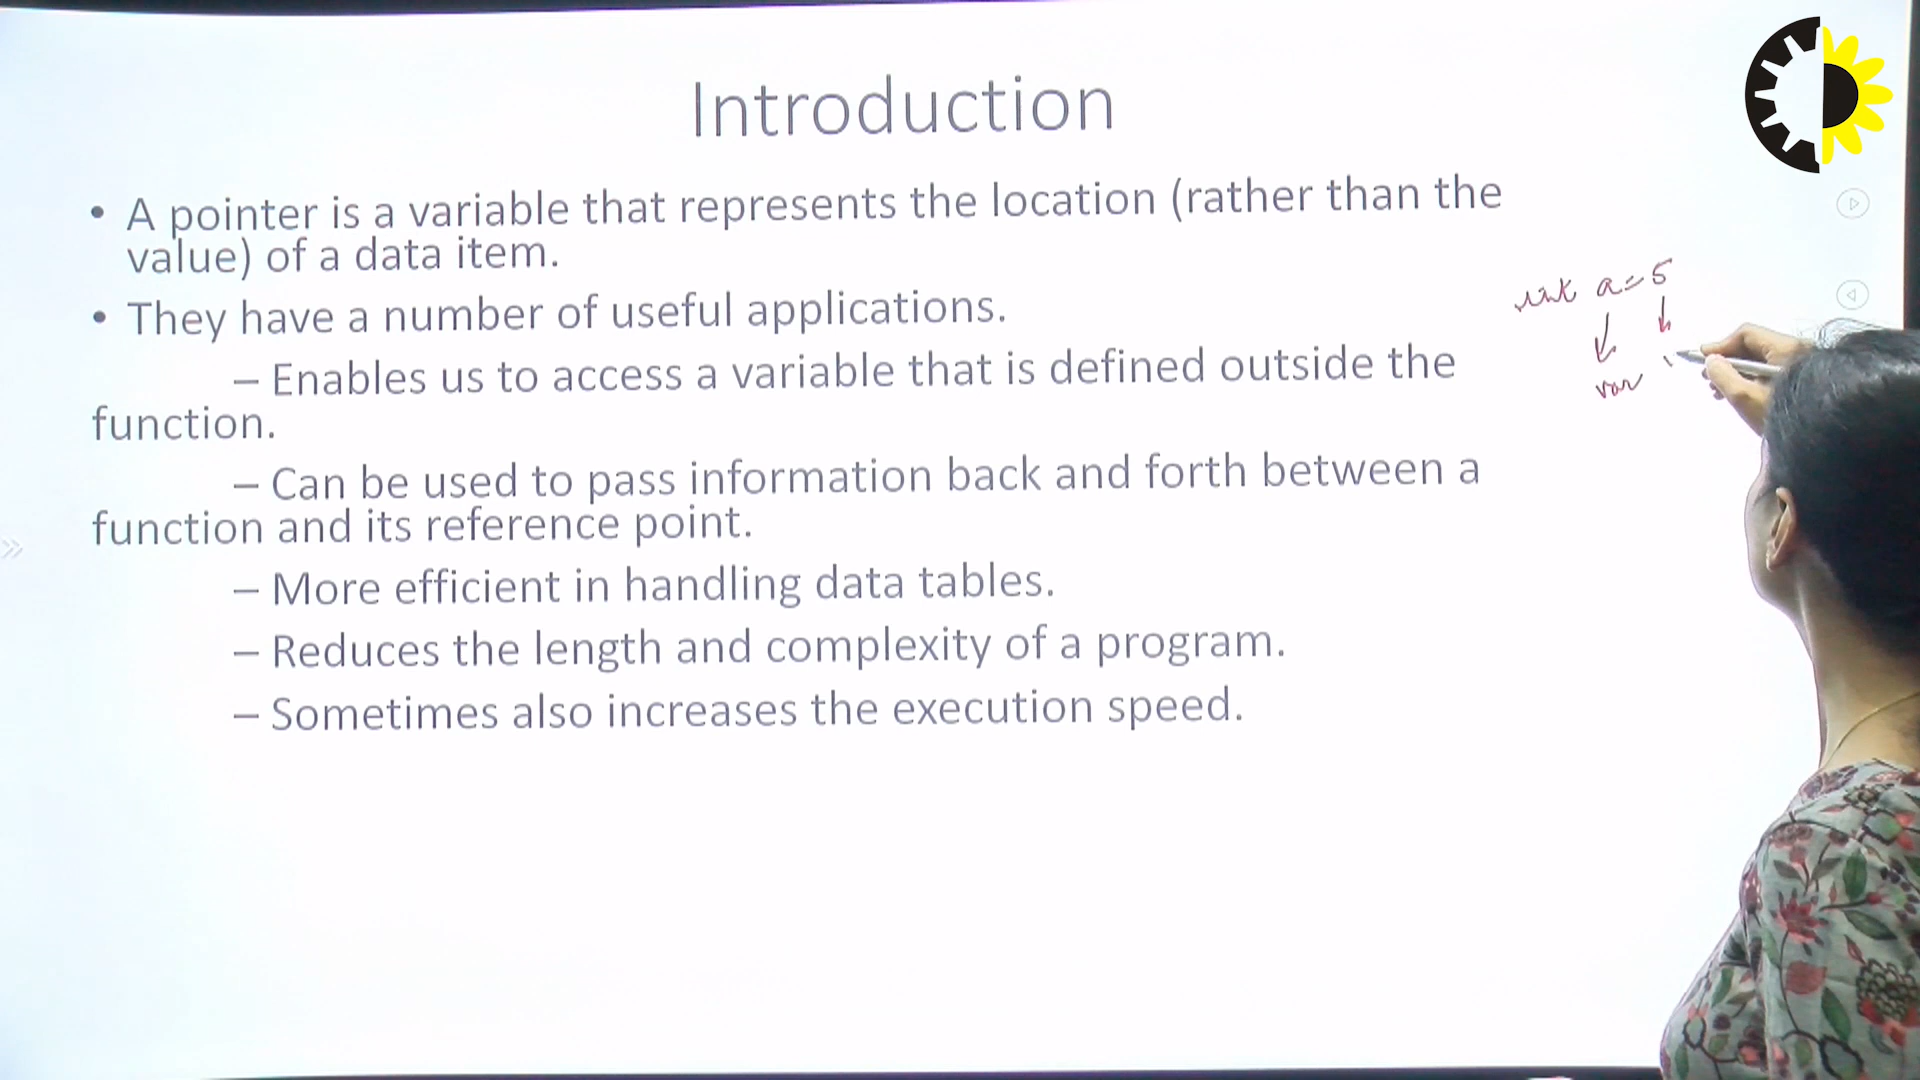 Introduction
• A pointer is a variable that represents the location (rather than the
value) of a data item.
• They have a number of useful applications.
– Enables us to access a variable that is defined outside the
function.
– Can be used to pass information back and forth between a
function and its reference point.
– More efficient in handling data tables.
– Reduces the length and complexity of a program.
– Sometimes also increases the execution speed.
int a=5
var